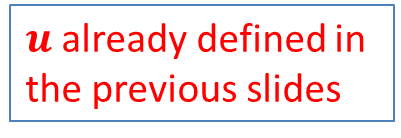 u already defined in
the previous slides